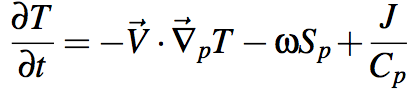 ∂T/∂t = −V⃗ · ∇⃗ₚT − ωSₚ + J/Cₚ